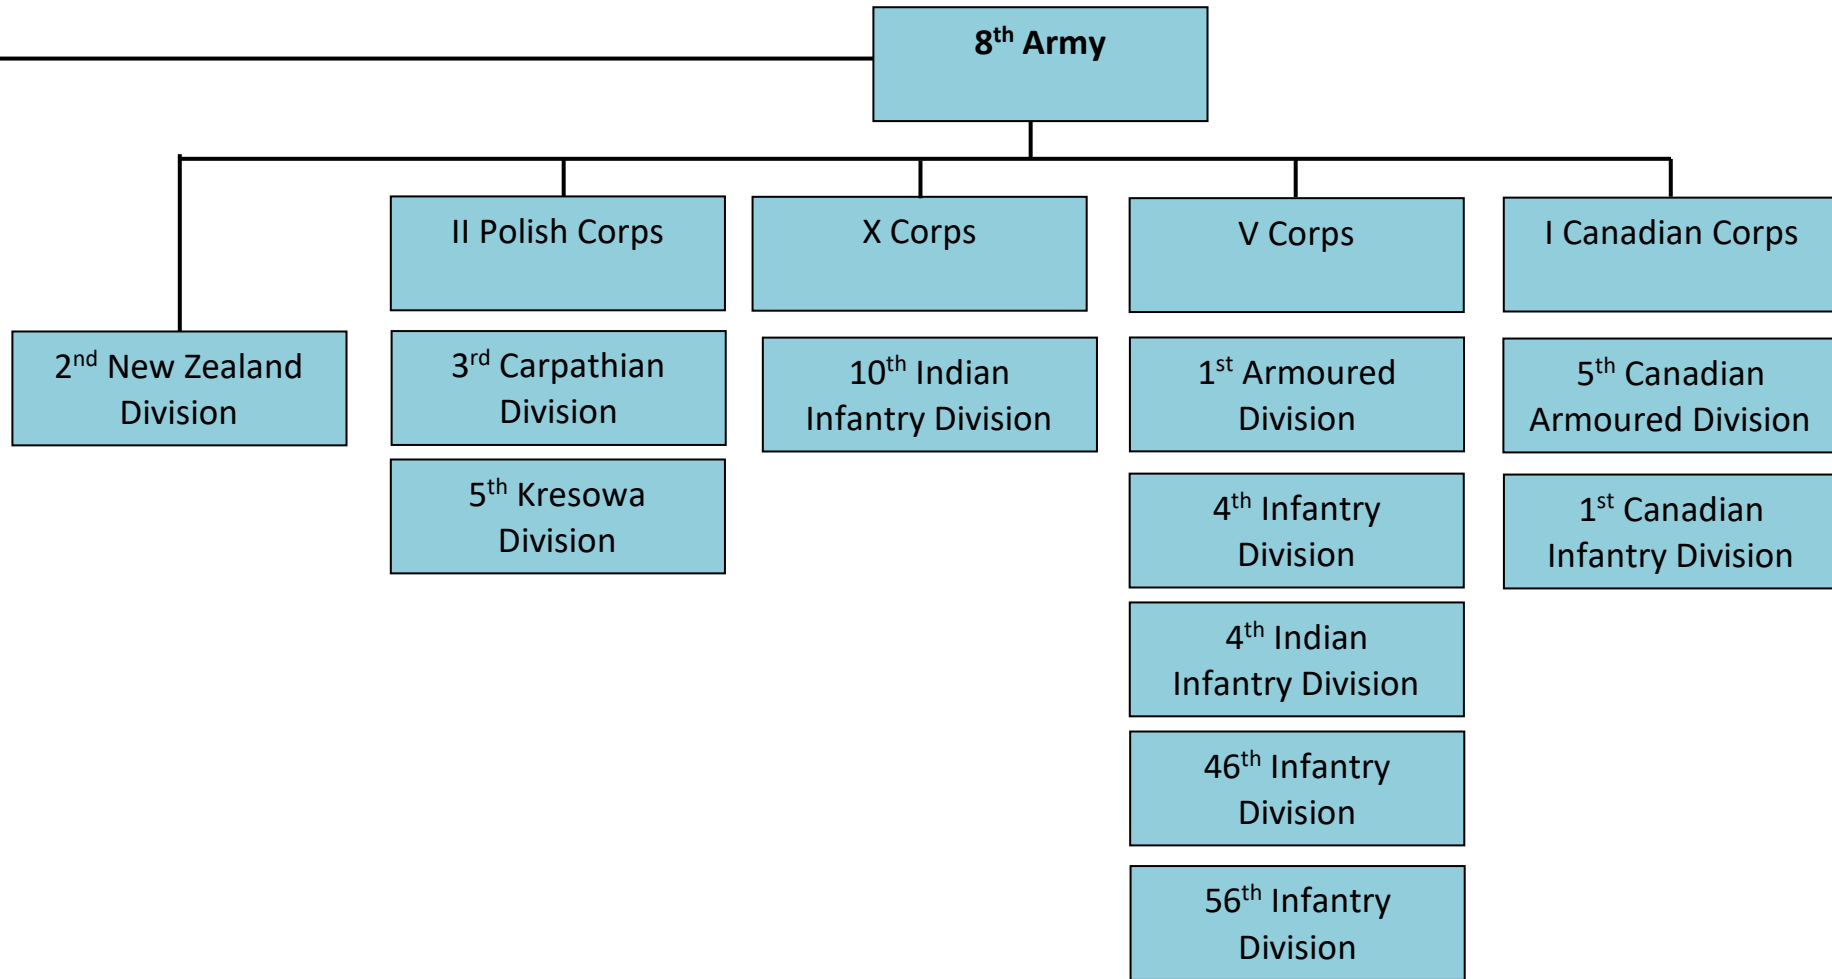 8th Army
II Polish Corps
X Corps
V Corps
I Canadian Corps
2nd New Zealand
Division
3rd Carpathian
Division
10th Indian
Infantry Division
1st Armoured
Division
5th Canadian
Armoured Division
5th Kresowa
Division
4th Infantry
Division
1st Canadian
Infantry Division
4th Indian
Infantry Division
46th Infantry
Division
56th Infantry
Division